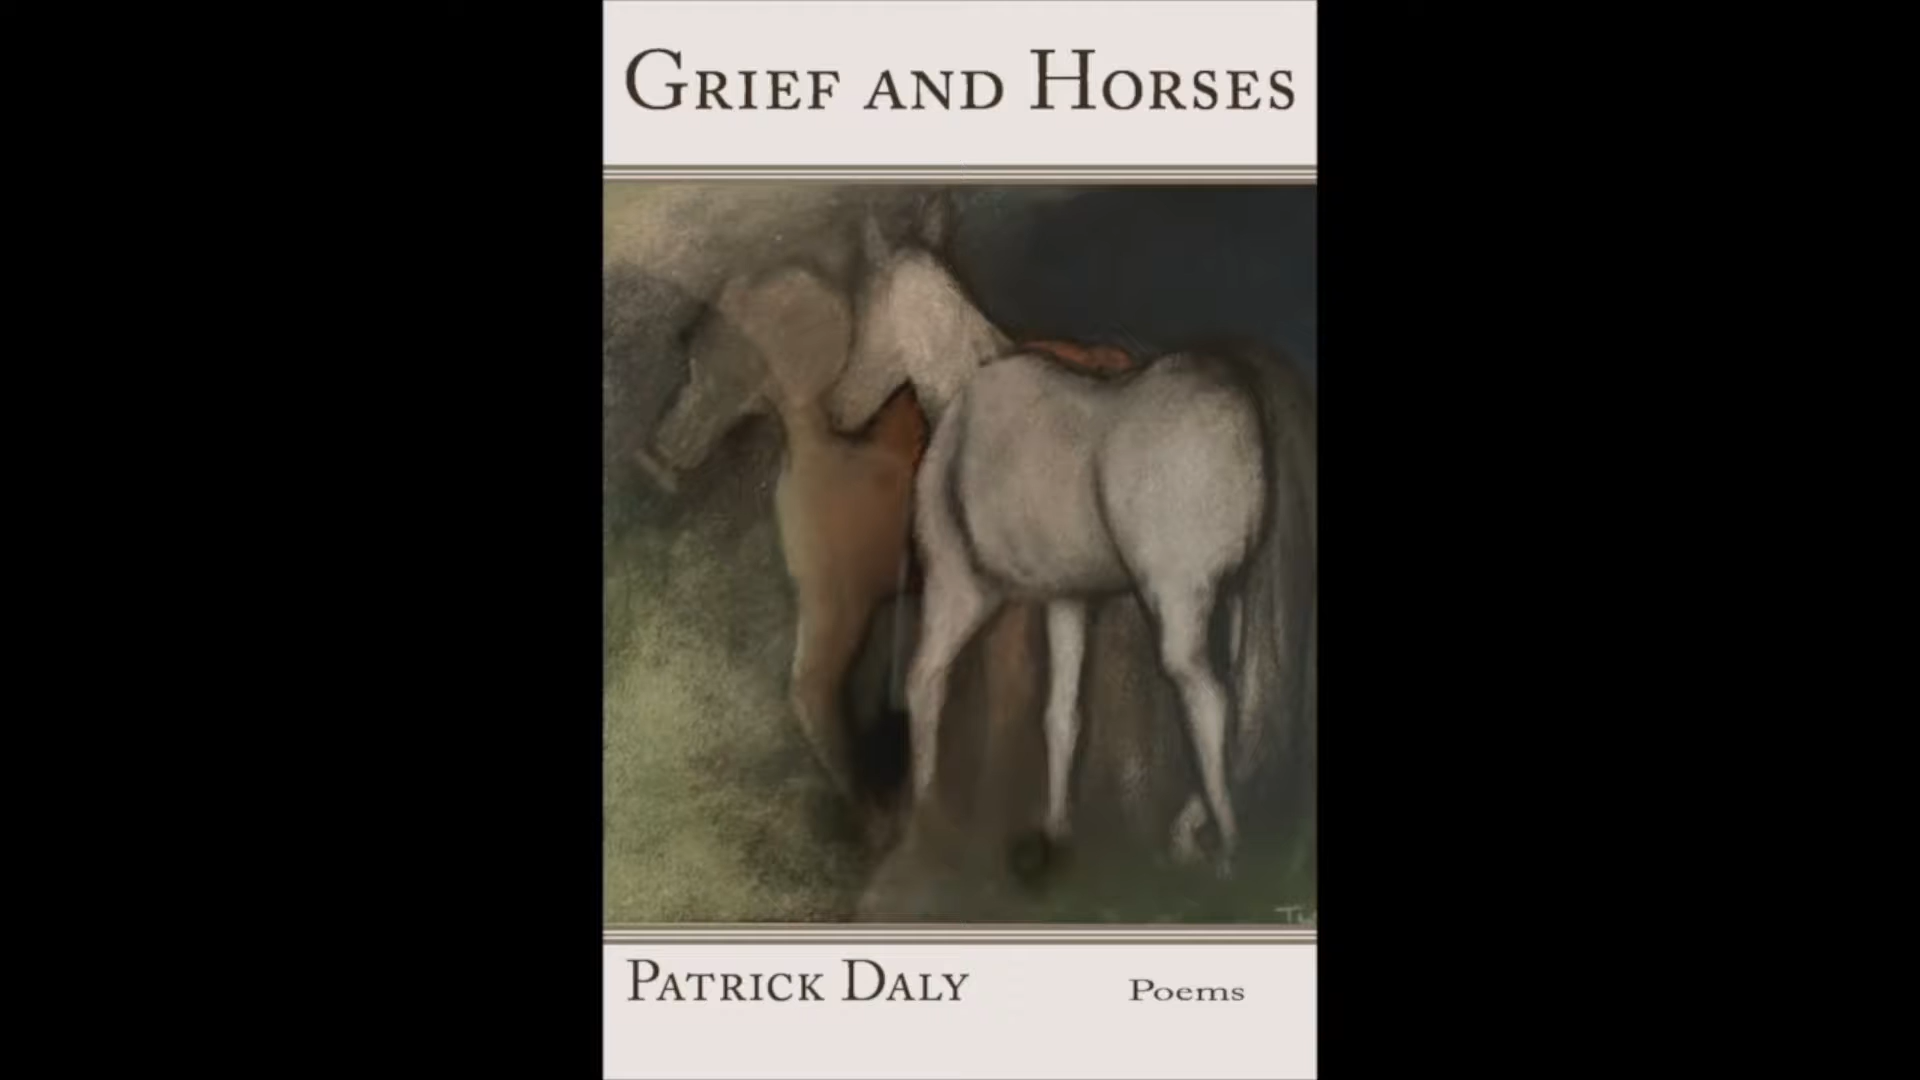 Grief and Horses
Patrick Daly
Poems